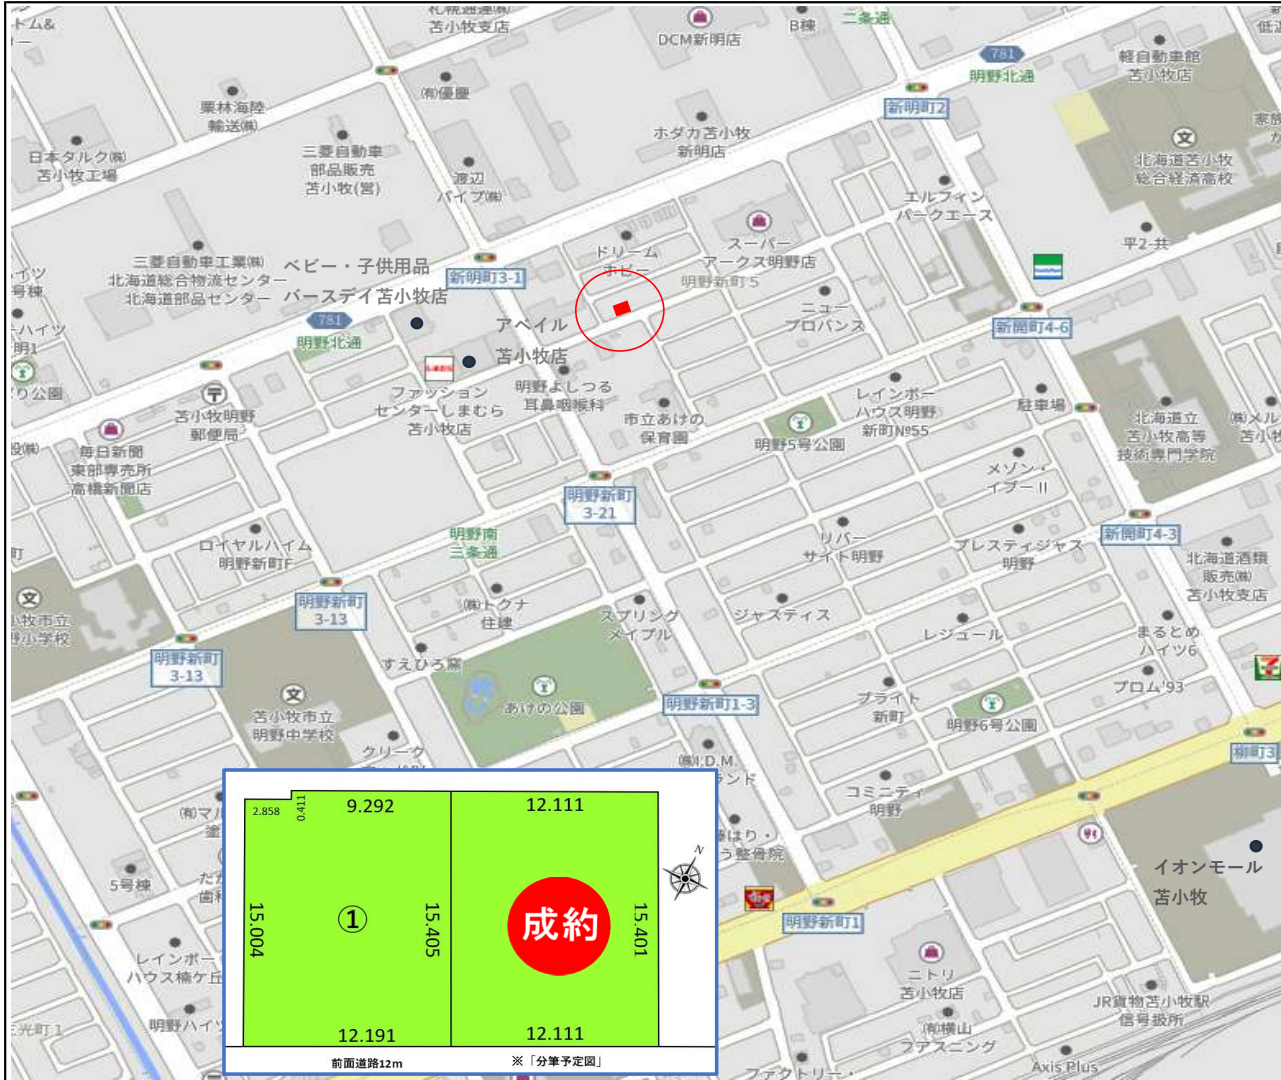 苫小牧支店
DCM新明店
B棟
二条通
781
明野北通
軽自動車館
苫小牧店
㈲優慶
新明町2
栗林海陸
輸送㈱
ホダカ苫小牧
新明店
日本タルク㈱
苫小牧工場
三菱自動車
部品販売
苫小牧(営)
渡辺
パイプ㈱
北海道苫小牧
総合経済高校
エルフィン
パークエース
平2-共
三菱自動車工業㈱
北海道総合物流センター
北海道部品センター
ベビー・子供用品
バースデイ苫小牧店
新明町3-1
ドリーム
ホビー
スーパー
アークス明野店
明野新町5
781
明野北通
アベイル
苫小牧店
ニュー
プロバンス
新開町4-6
ファッション
センターしまむら
苫小牧店
明野よしつる
耳鼻咽喉科
市立あけの
保育園
明野5号公園
レインボー
ハウス明野
新町№55
駐車場
北海道立
苫小牧高等
技術専門学院
苫小牧明野
郵便局
毎日新聞
東部専売所
高橋新聞店
明野新町
3-21
メゾン・
イプーⅡ
新開町4-3
ロイヤルハイム
明野新町F
明野南
三条通
リバー
サイト明野
プレスティジャス
明野
北海道酒類
販売㈱
苫小牧支店
明野新町
3-13
㈱トクナ
住建
スプリング
メイプル
ジャスティス
レジュール
まるとめ
ハイツ6
明野新町
3-13
すえひろ窯
あけの公園
明野新町1-3
ブライト
新町
明野6号公園
プロム'93
苫小牧市立
明野中学校
クリーク
柳町3
㈱I.D.M.
コミニティ
明野
2.858
0.411
9.292
12.111
N
15.004
①
15.405
成約
15.401
12.191
12.111
前面道路12m
※「分筆予定図」
5号棟
レインボー
ハウス楠ケ丘
明野ハイツ
明野新町1
イオンモール
苫小牧
ニトリ
苫小牧店
㈲横山
ファスニング
JR貨物苫小牧駅
信号扱所
Axis Plus
ファクトリー・